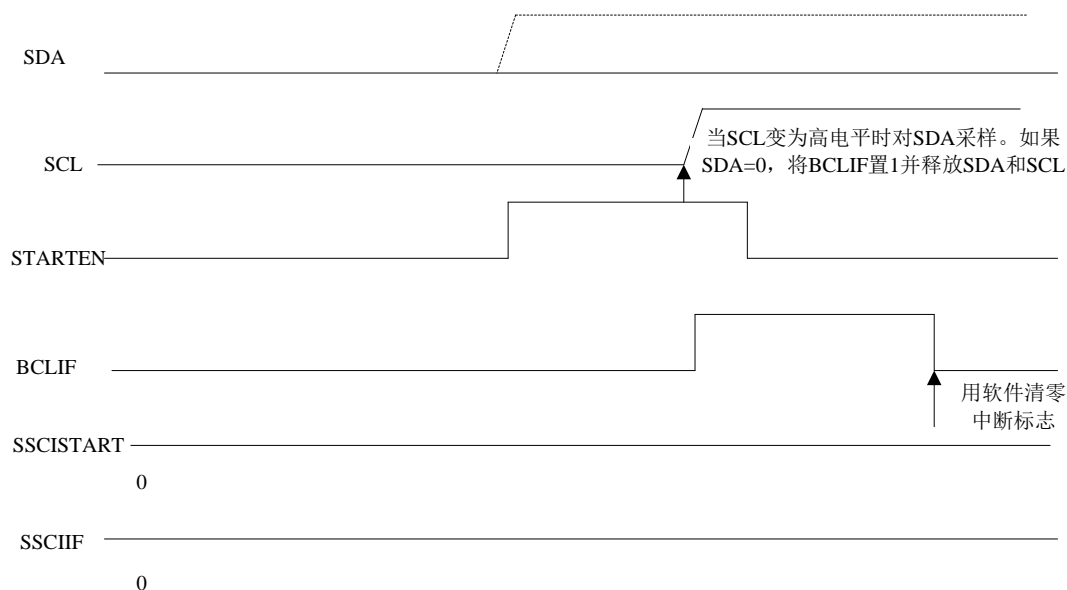 SDA
当SCL变为高电平时对SDA采样。如果
SCL
SDA=0，将BCLIF置1并释放SDA和SCL
STARTEN
BCLIF
用软件清零
中断标志
SSCISTART
0
SSCIIF
0